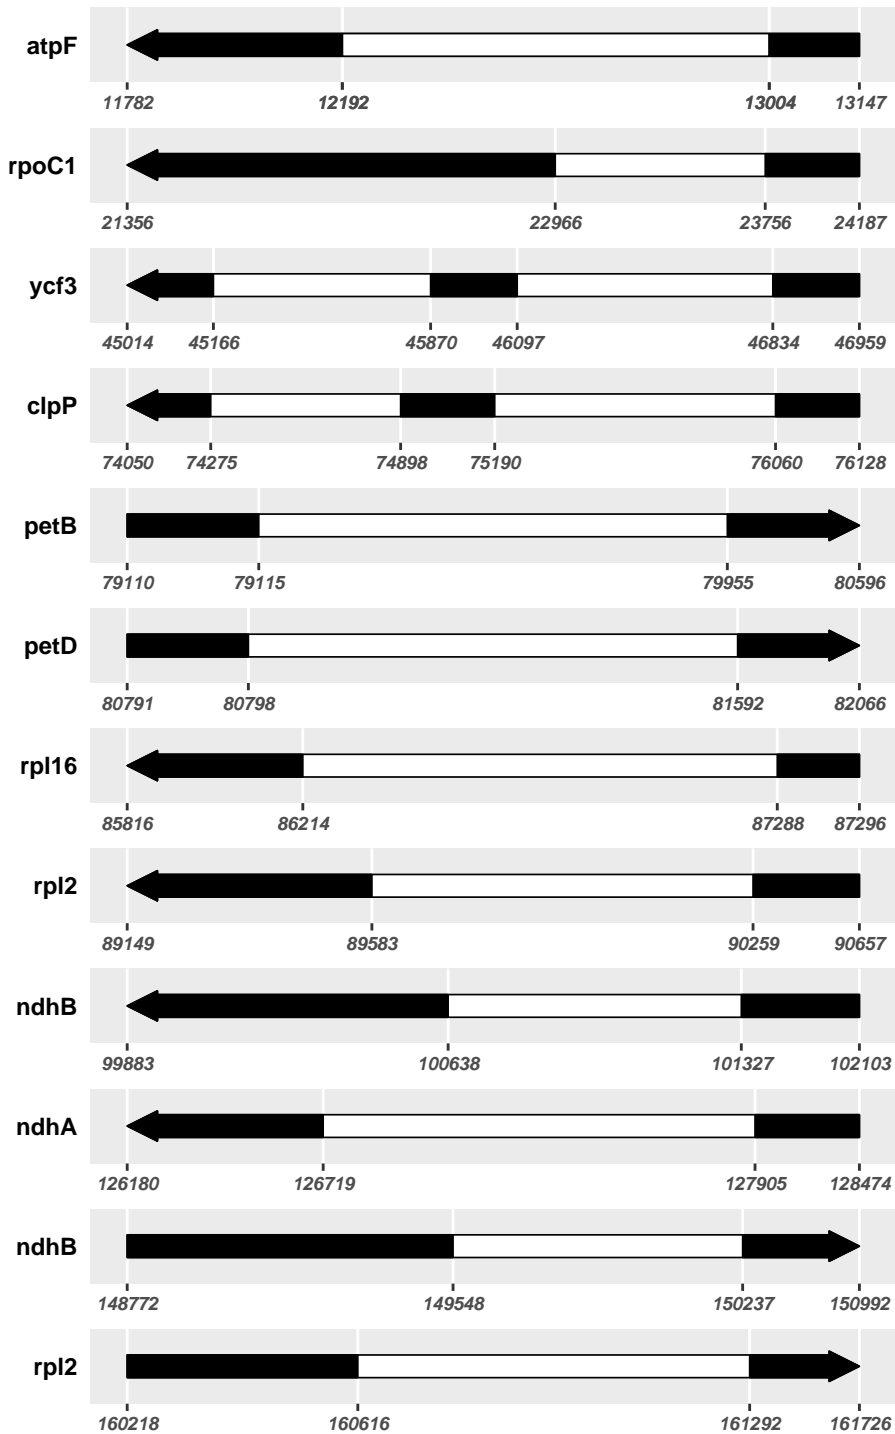 atpF
11782 12192 13004 13147
rpoC1
21356 22966 23756 24187
ycf3
45014 45166 45870 46097 46834 46959
clpP
74050 74275 74898 75190 76060 76128
petB
79110 79115 79955 80596
petD
80791 80798 81592 82066
rpl16
85816 86214 87288 87296
rpl2
89149 89583 90259 90657
ndhB
99883 100638 101327 102103
ndhA
126180 126719 127905 128474
ndhB
148772 149548 150237 150992
rpl2
160218 160616 161292 161726